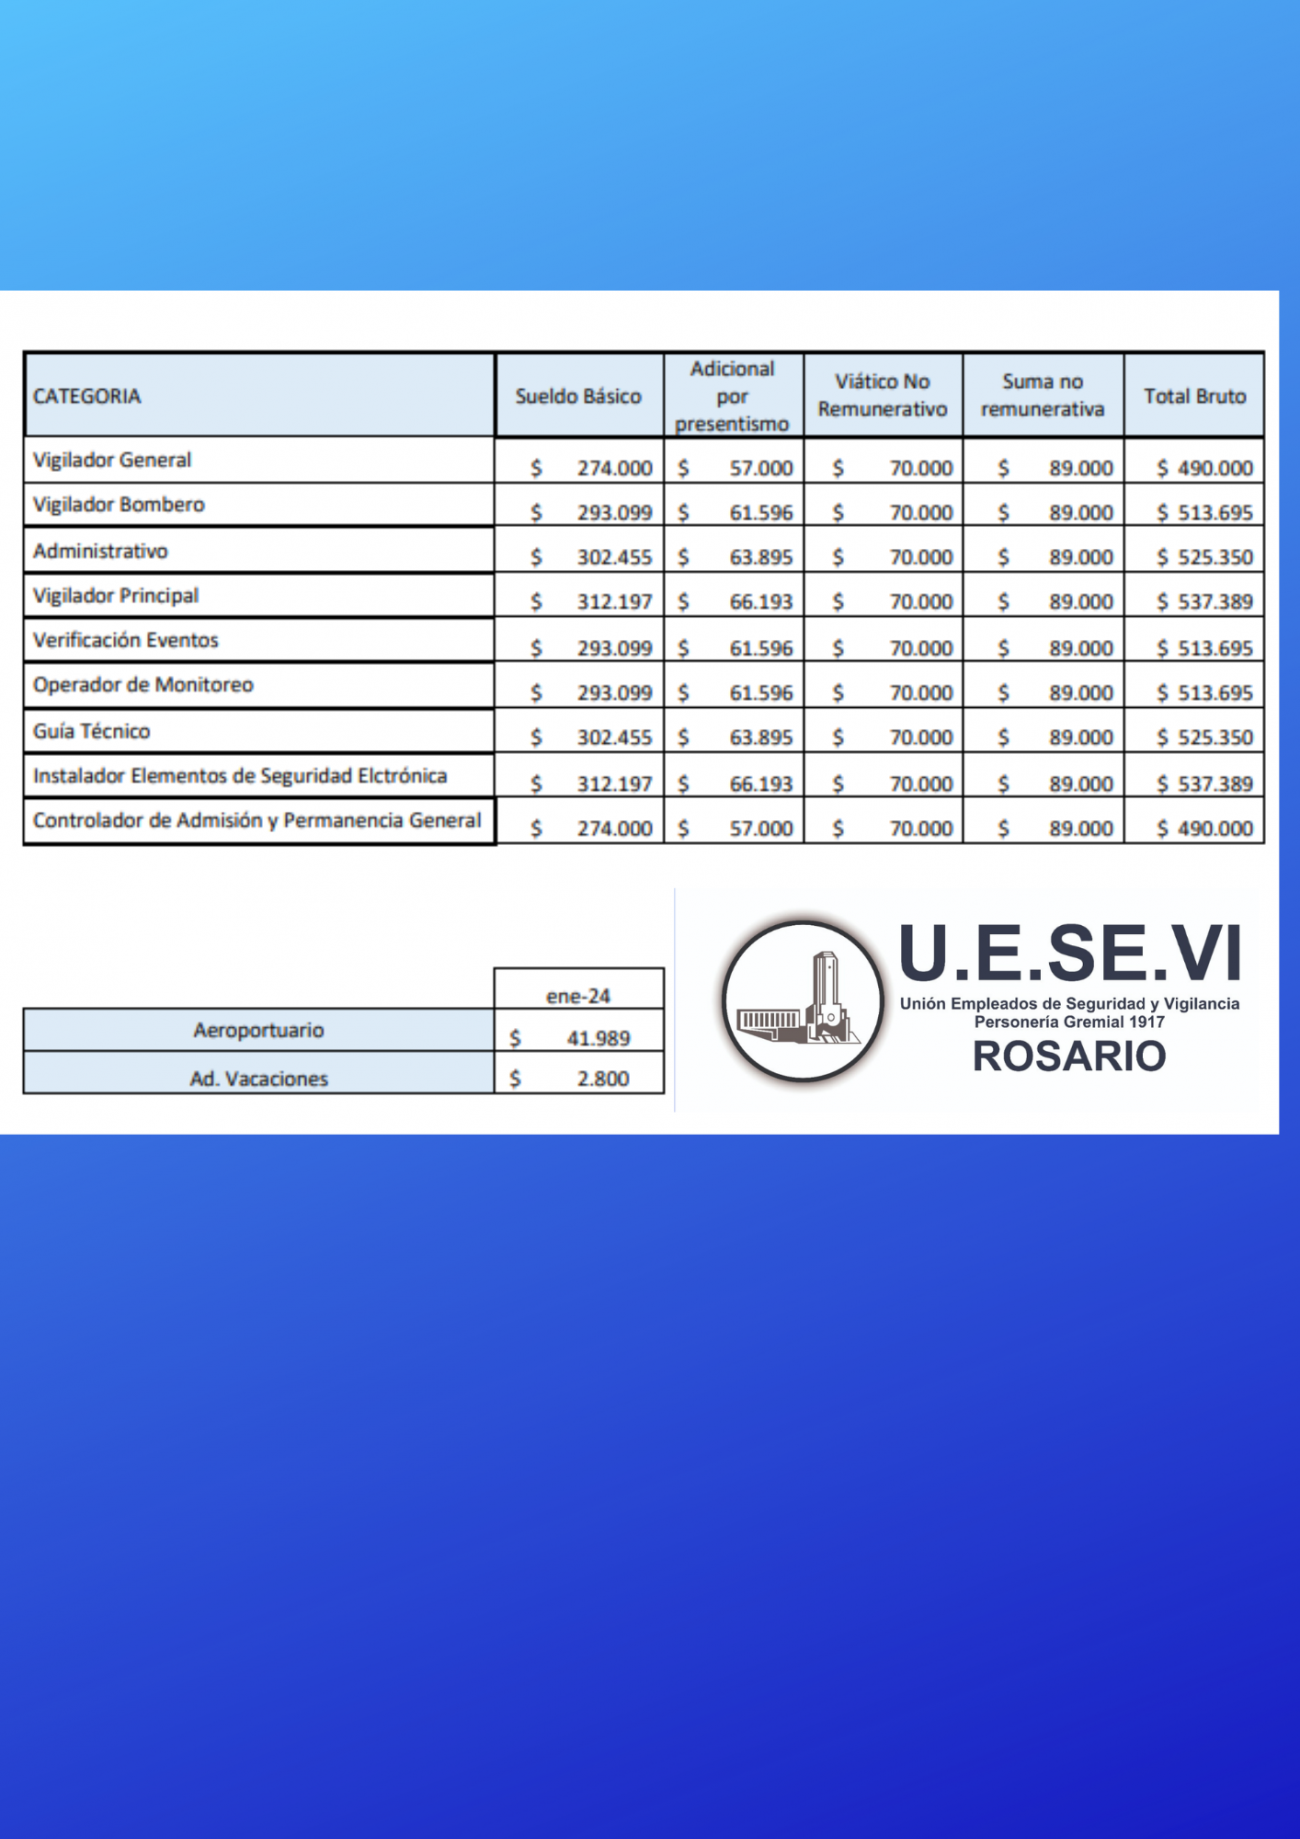 CATEGORIA Sueldo Básico Adicional por presentismo Viático No Remunerativo Suma no remunerativa Total Bruto
Vigilador General $ 274.000 $ 57.000 $ 70.000 $ 89.000 $ 490.000
Vigilador Bombero $ 293.099 $ 61.596 $ 70.000 $ 89.000 $ 513.695
Administrativo $ 302.455 $ 63.895 $ 70.000 $ 89.000 $ 525.350
Vigilador Principal $ 312.197 $ 66.193 $ 70.000 $ 89.000 $ 537.389
Verificación Eventos $ 293.099 $ 61.596 $ 70.000 $ 89.000 $ 513.695
Operador de Monitoreo $ 293.099 $ 61.596 $ 70.000 $ 89.000 $ 513.695
Guía Técnico $ 302.455 $ 63.895 $ 70.000 $ 89.000 $ 525.350
Instalador Elementos de Seguridad Elctrónica $ 312.197 $ 66.193 $ 70.000 $ 89.000 $ 537.389
Controlador de Admisión y Permanencia General $ 274.000 $ 57.000 $ 70.000 $ 89.000 $ 490.000
ene-24
Aeroportuario $ 41.989
Ad. Vacaciones $ 2.800
U.E.SE.VI
Unión Empleados de Seguridad y Vigilancia
Personería Gremial 1917
ROSARIO